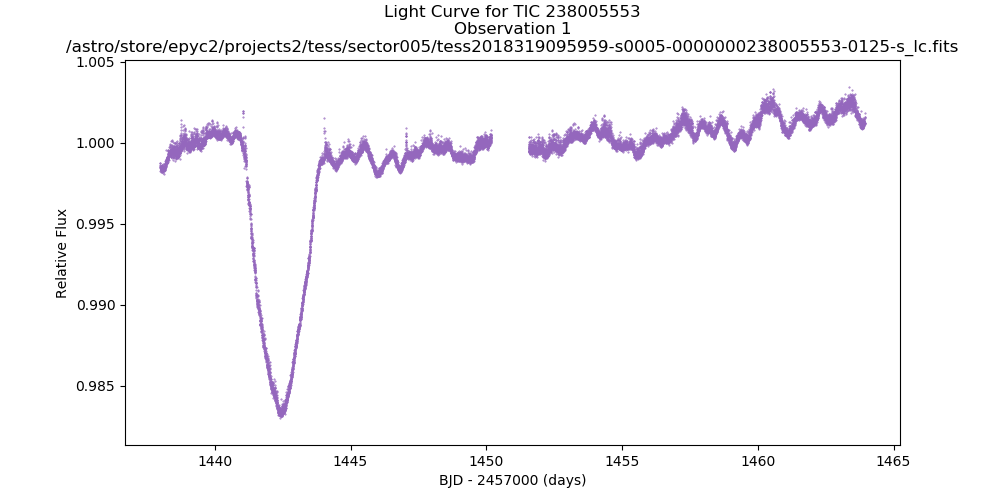 Light Curve for TIC 238005553
Observation 1
/astro/store/epyc2/projects2/tess/sector005/tess2018319095959-s0005-0000000238005553-0125-s_lc.fits
1.005
1.000
0.995
0.990
0.985
Relative Flux
1440
1445
1450
1455
1460
1465
BJD - 2457000 (days)